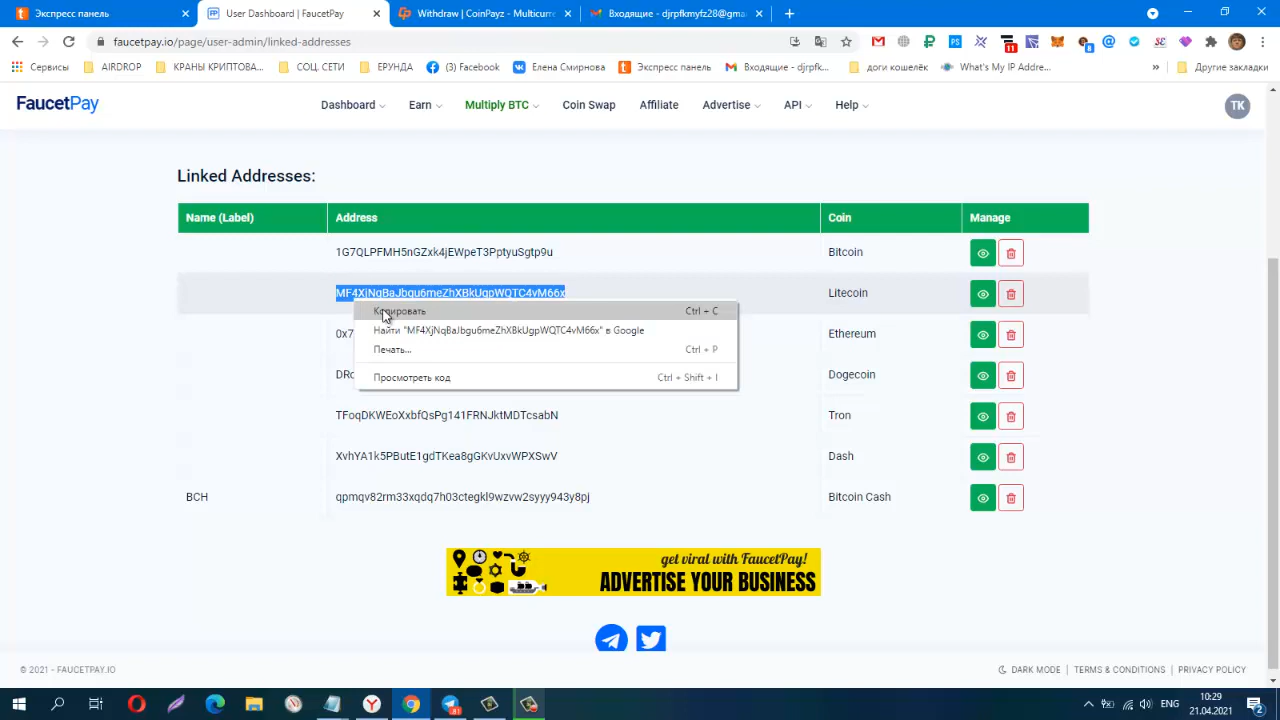 Экспресс панель
User Dashboard | FaucetPay
Withdraw | CoinPayz - Multicurre
Входящие - djrpfkmyfz28@gma
faucetpay.io/page/user-admin/linked-addresses
11
8
Сервисы
AIRDROP
КРАНЫ КРИПТОВА...
СОЦ. СЕТИ
ЕРУНДА
(3) Facebook
Елена Смирнова
Экспресс панель
Входящие - djrpfk...
доги кошелёк
What's My IP Addre...
»
Другие закладки
FaucetPay
Dashboard
Earn
Multiply BTC
Coin Swap
Affiliate
Advertise
API
Help
TK
Linked Addresses:
Name (Label)
Address
Coin
Manage
1G7QLPFMH5nGZxk4jEWpeT3PptyuSgtp9u
Bitcoin
MF4XjNqBaJbgu6meZhXBkUgpWQTC4vM66x
Litecoin
Копировать
Ctrl + C
Найти "MF4XjNqBaJbgu6meZhXBkUgpWQTC4vM66x" в Google
0x7
Ethereum
Печать...
Ctrl + P
Просмотреть код
Ctrl + Shift + I
DRc
Dogecoin
TFoqDKWEoXxbfQsPg141FRNJktMDTcsabN
Tron
XvhYA1k5PButE1gdTKea8gGKvUxvWPXSwV
Dash
BCH
qpmqv82rm33xqdq7h03ctegkl9wzvw2syyy943y8pj
Bitcoin Cash
get viral with FaucetPay!
ADVERTISE YOUR BUSINESS
© 2021 - FAUCETPAY.IO
DARK MODE | TERMS & CONDITIONS | PRIVACY POLICY
ENG
10:29
21.04.2021
2